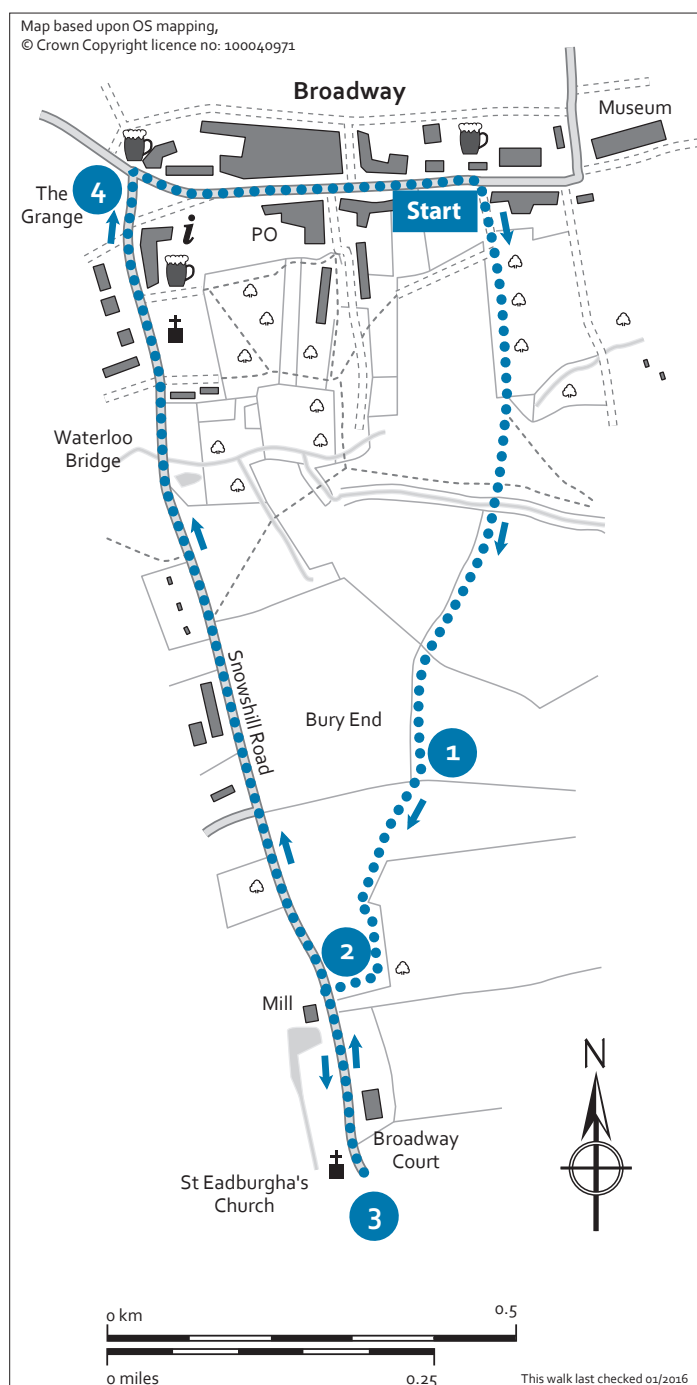 Map based upon OS mapping,
© Crown Copyright licence no: 100040971
Broadway
Museum
4
The
Grange
i
PO
Start
Waterloo
Bridge
Snowshill Road
Bury End
1
2
Mill
N
Broadway
Court
St Eadburgha's
Church
3
0 km
0.5
0 miles
0.25
This walk last checked 01/2016